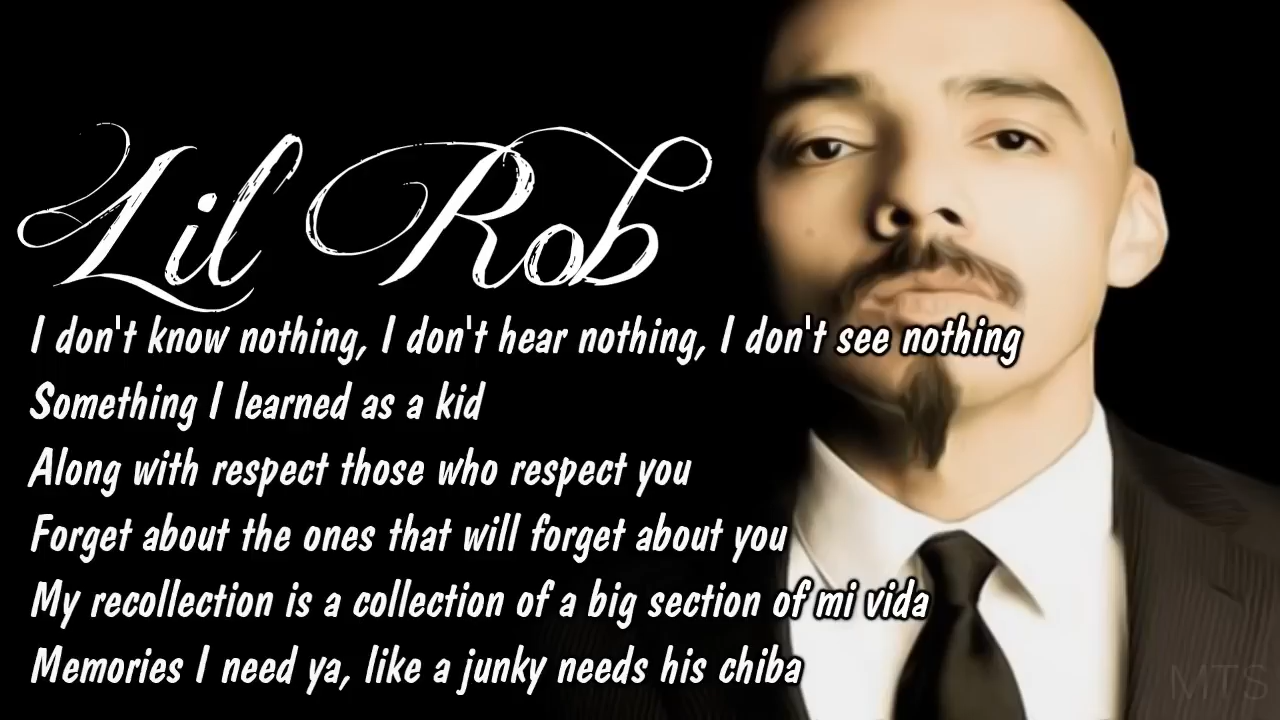 Lil Rob
I don't know nothing, I don't hear nothing, I don't see nothing
Something I learned as a kid
Along with respect those who respect you
Forget about the ones that will forget about you
My recollection is a collection of a big section of mi vida
Memories I need ya, like a junky needs his chiba
MTS